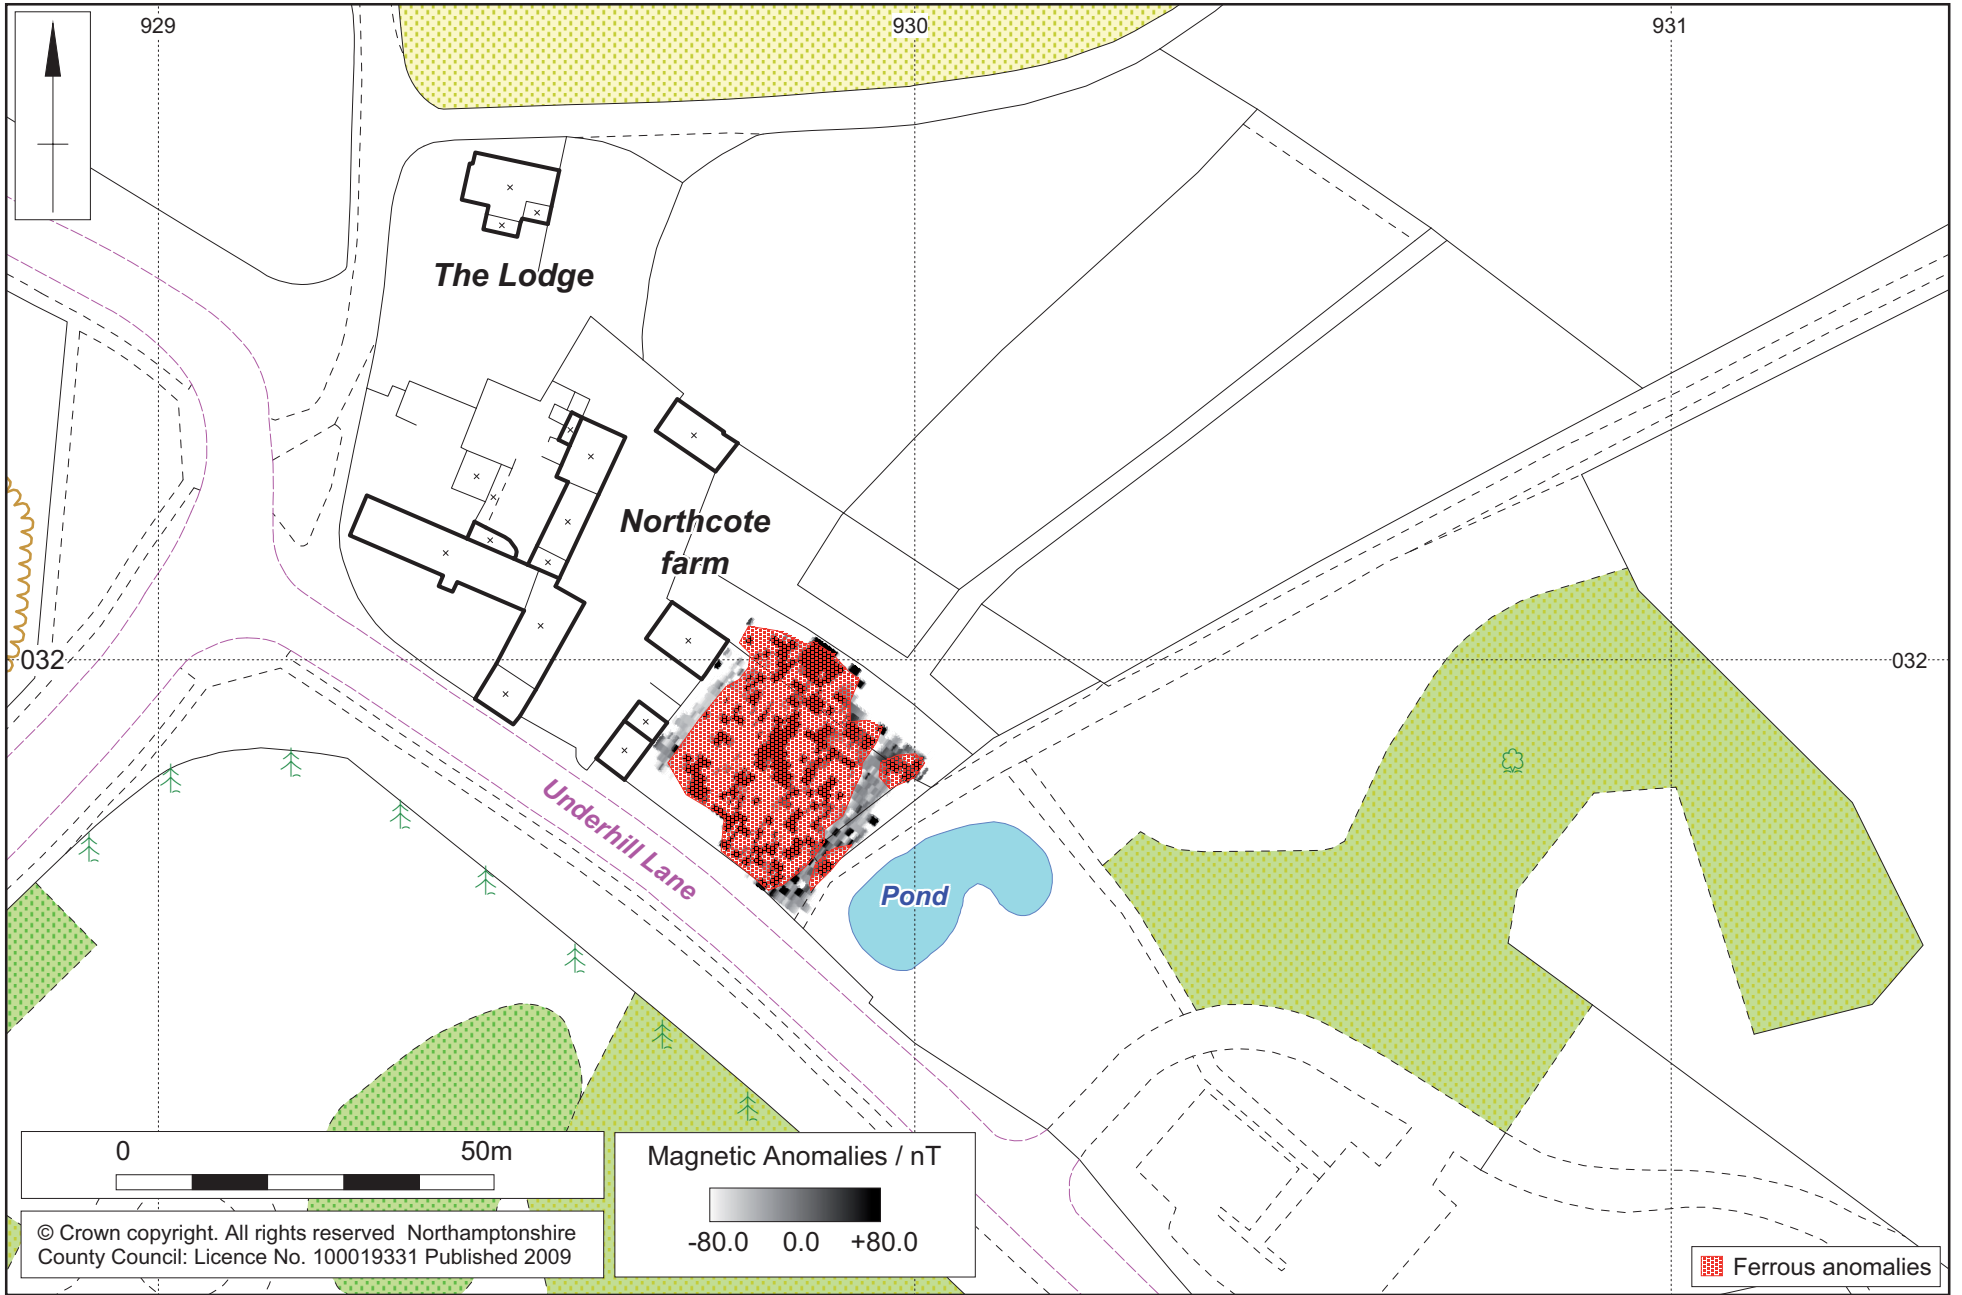 929
930
931
The Lodge
Northcote
farm
032
032
Underhill Lane
Pond
0
50m
Magnetic Anomalies / nT
-80.0
0.0
+80.0
© Crown copyright. All rights reserved Northamptonshire
County Council: Licence No. 100019331 Published 2009
Ferrous anomalies